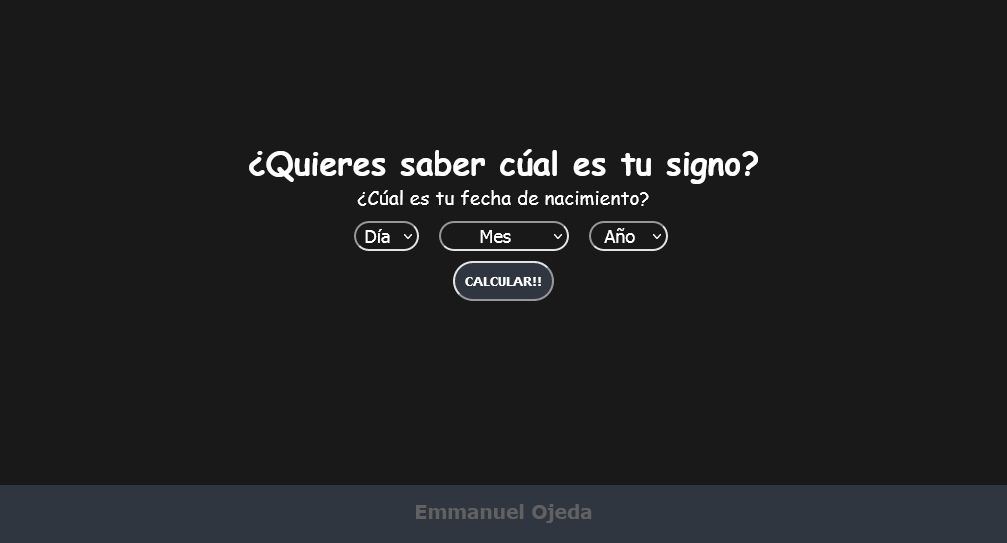 ¿Quieres saber cúal es tu signo?
¿Cúal es tu fecha de nacimiento?
Día Mes Año
CALCULAR!!
Emmanuel Ojeda